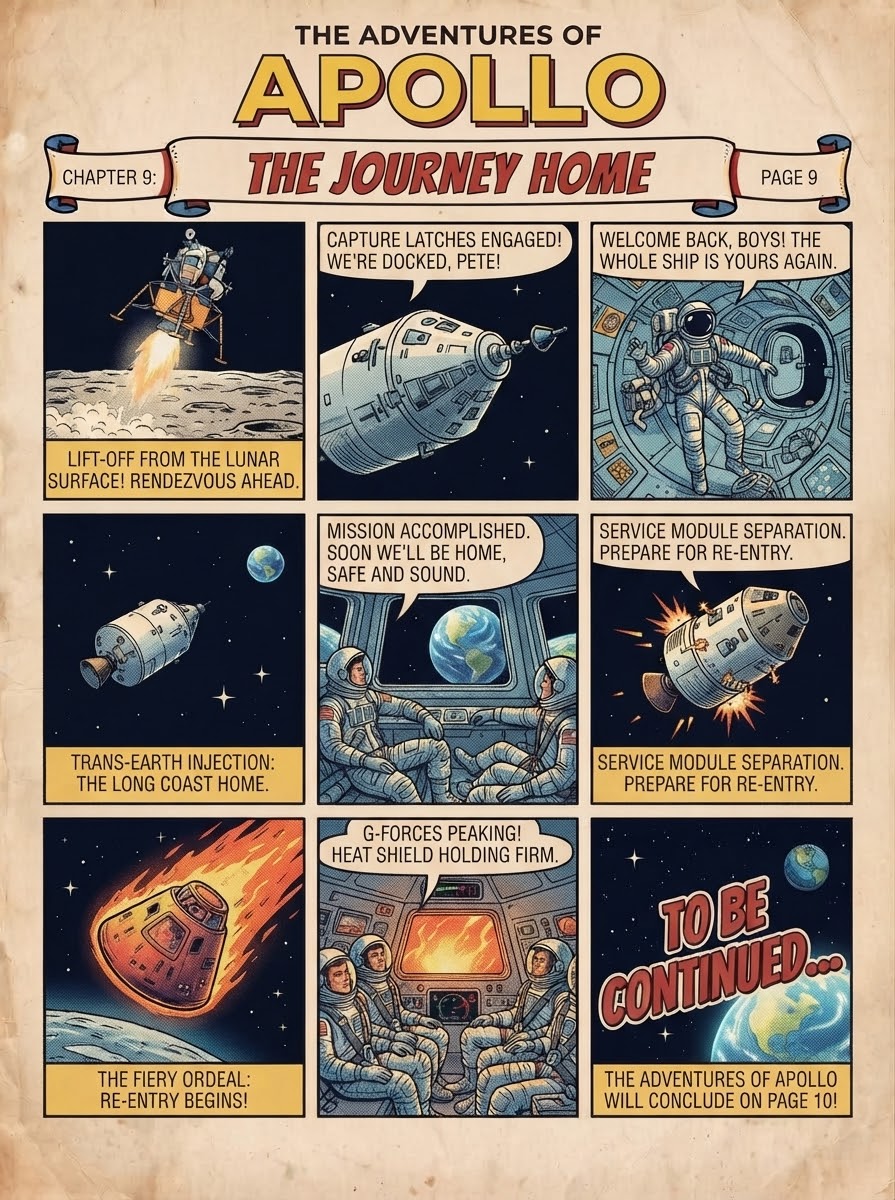 THE ADVENTURES OF
APOLLO
CHAPTER 9:
THE JOURNEY HOME
PAGE 9
LIFT-OFF FROM THE LUNAR
SURFACE! RENDEZVOUS AHEAD.
CAPTURE LATCHES ENGAGED!
WE'RE DOCKED, PETE!
WELCOME BACK, BOYS! THE
WHOLE SHIP IS YOURS AGAIN.
TRANS-EARTH INJECTION:
THE LONG COAST HOME.
MISSION ACCOMPLISHED.
SOON WE'LL BE HOME,
SAFE AND SOUND.
SERVICE MODULE SEPARATION.
PREPARE FOR RE-ENTRY.
SERVICE MODULE SEPARATION.
PREPARE FOR RE-ENTRY.
THE FIERY ORDEAL:
RE-ENTRY BEGINS!
G-FORCES PEAKING!
HEAT SHIELD HOLDING FIRM.
TO BE
CONTINUED...
THE ADVENTURES OF APOLLO
WILL CONCLUDE ON PAGE 10!